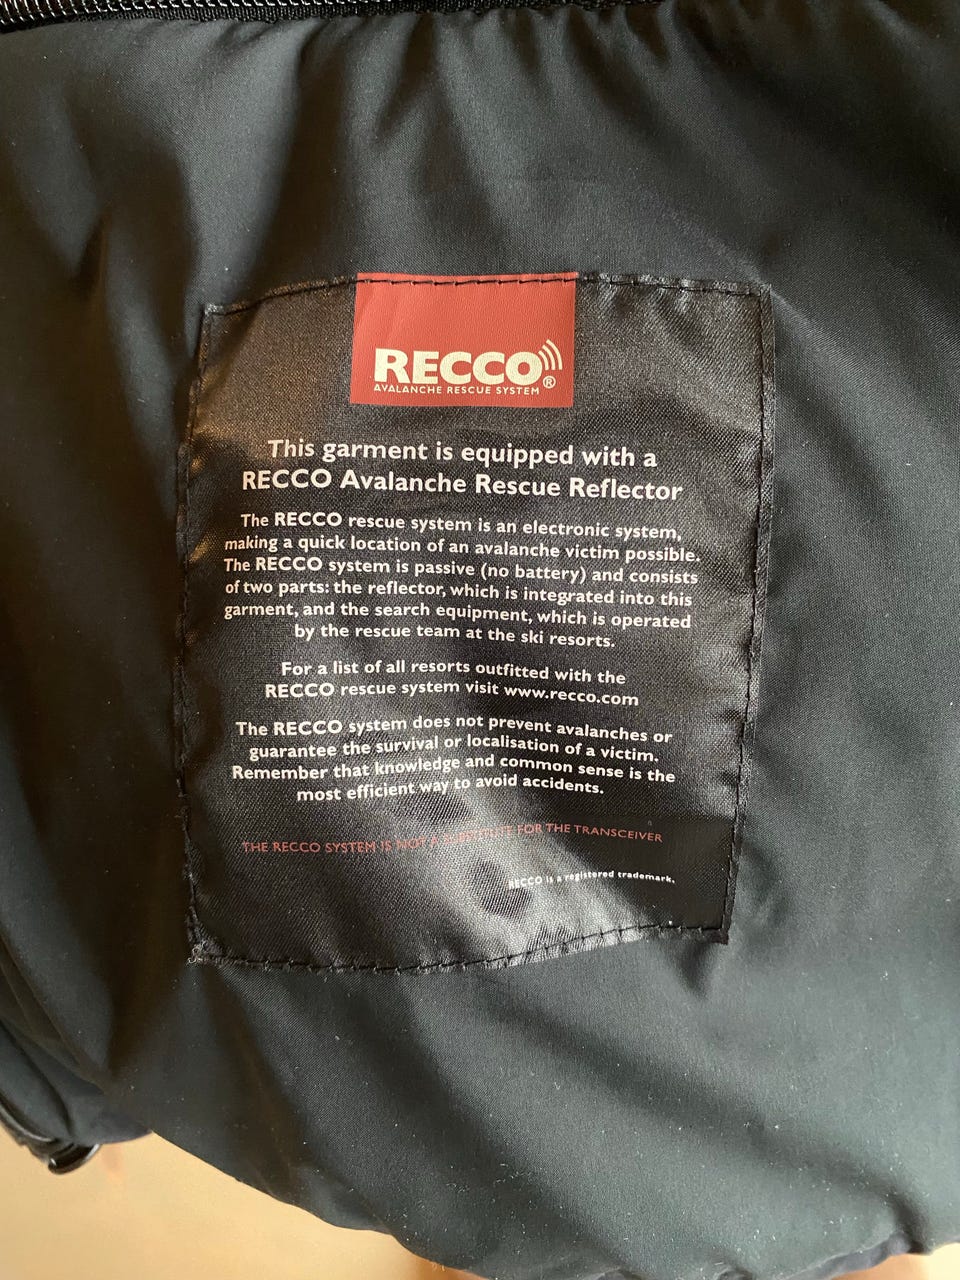 RECCO®
AVALANCHE RESCUE SYSTEM
This garment is equipped with a
RECCO Avalanche Rescue Reflector
The RECCO rescue system is an electronic system,
making a quick location of an avalanche victim possible.
The RECCO system is passive (no battery) and consists
of two parts: the reflector, which is integrated into this
garment, and the search equipment, which is operated
by the rescue team at the ski resorts.
For a list of all resorts outfitted with the
RECCO rescue system visit www.recco.com
The RECCO system does not prevent avalanches or
guarantee the survival or localisation of a victim.
Remember that knowledge and common sense is the
most efficient way to avoid accidents.
THE RECCO SYSTEM IS NOT A SUBSTITUTE FOR THE TRANSCEIVER
RECCO is a registered trademark.